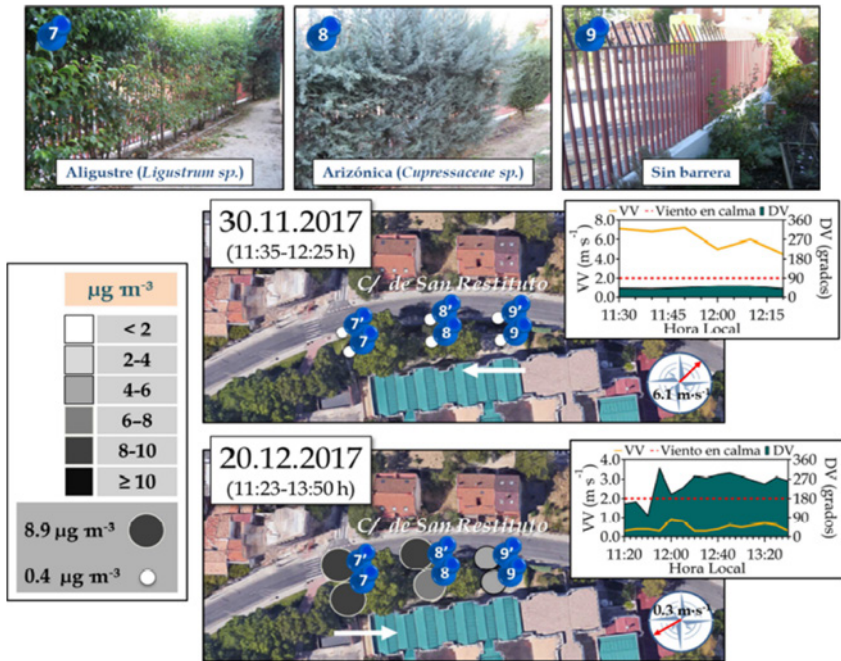 7
8
9
Aligustre (Ligustrum sp.)
Arizónica (Cupressaceae sp.)
Sin barrera
30.11.2017
(11:35-12:25 h)
C/ de San Restituto
7'
7
8'
8
9'
9
6.1 m·s⁻¹
VV
Viento en calma
DV
VV (m·s⁻¹)
8.0
6.0
4.0
2.0
0.0
360
270
180
90
0
DV (grados)
11:30
11:45
12:00
12:15
Hora Local
µg·m⁻³
< 2
2-4
4-6
6–8
8-10
≥ 10
8.9 µg·m⁻³
0.4 µg·m⁻³
20.12.2017
(11:23-13:50 h)
C/ de San Restituto
7'
7
8'
8
9'
9
0.3 m·s⁻¹
VV
Viento en calma
DV
VV (m·s⁻¹)
4.0
3.0
2.0
1.0
0.0
360
270
180
90
0
DV (grados)
11:20
12:00
12:40
13:20
Hora Local